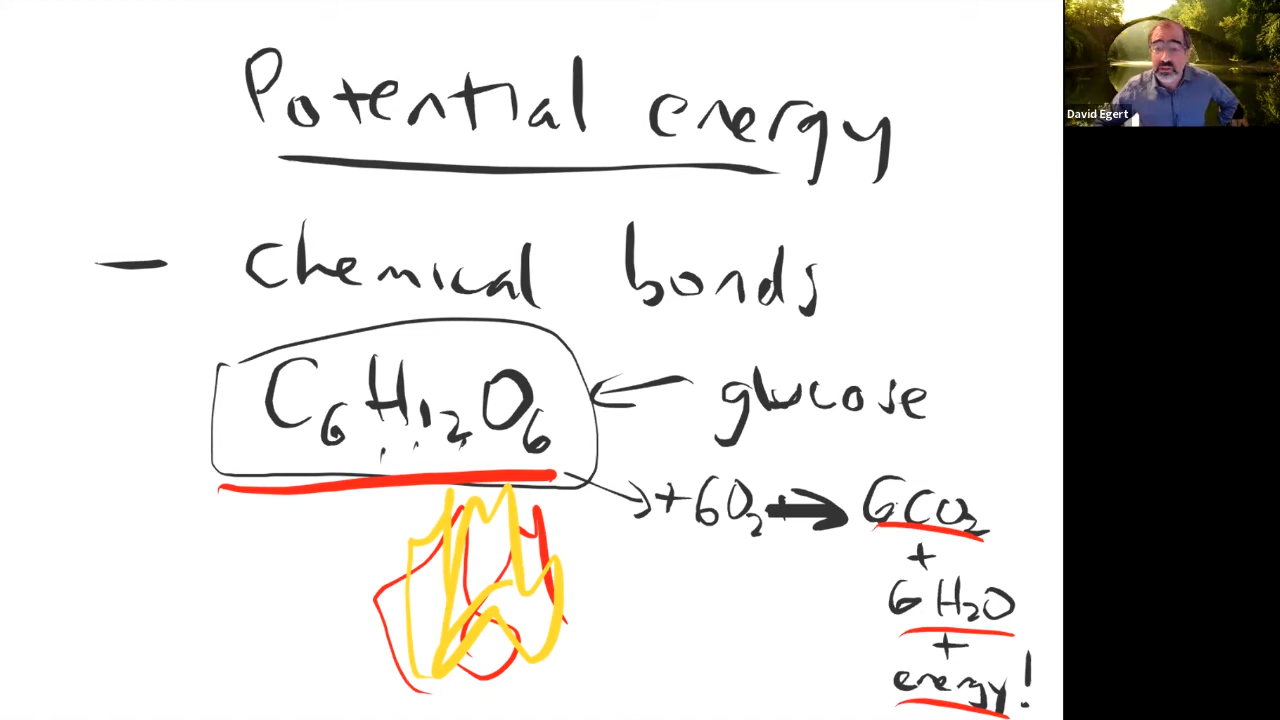 Potential energy
David Egert
- chemical bonds
C6H12O6 ← glucose
+6O2 → 6CO2
+
6H2O
+
energy!